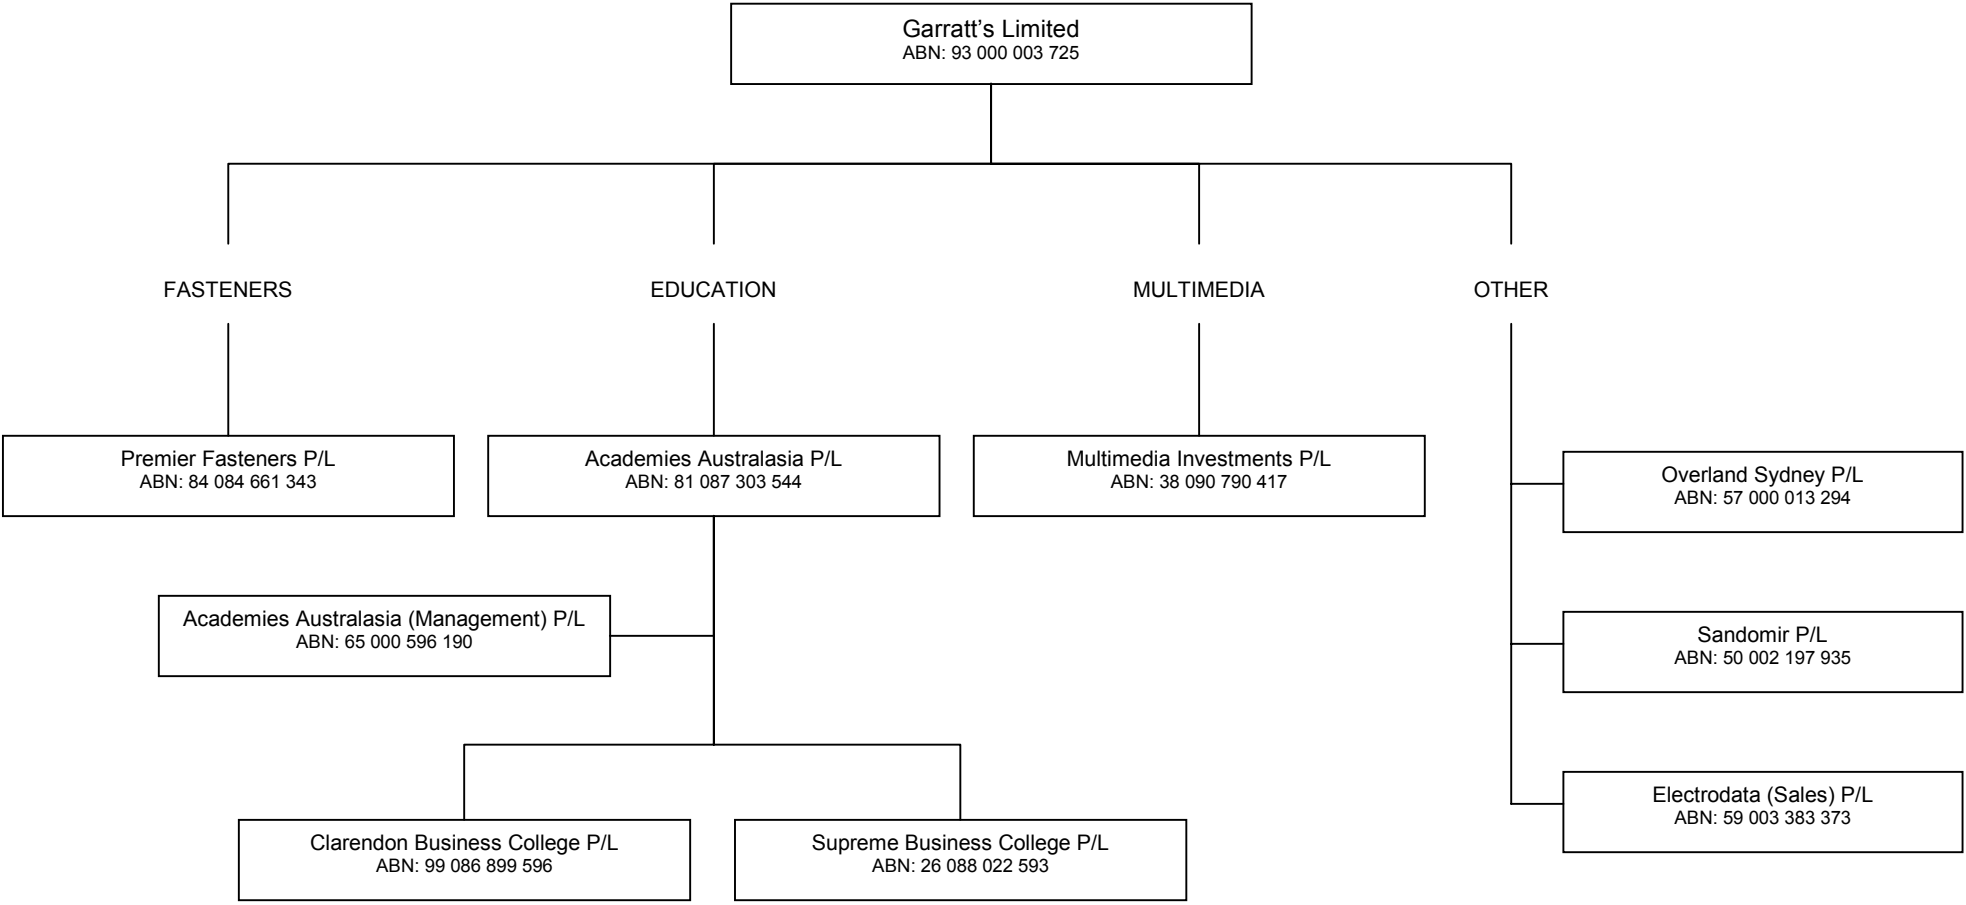 Garratt’s Limited
ABN: 93 000 003 725
FASTENERS
EDUCATION
MULTIMEDIA
OTHER
Premier Fasteners P/L
ABN: 84 084 661 343
Academies Australasia P/L
ABN: 81 087 303 544
Multimedia Investments P/L
ABN: 38 090 790 417
Overland Sydney P/L
ABN: 57 000 013 294
Academies Australasia (Management) P/L
ABN: 65 000 596 190
Sandomir P/L
ABN: 50 002 197 935
Electrodata (Sales) P/L
ABN: 59 003 383 373
Clarendon Business College P/L
ABN: 99 086 899 596
Supreme Business College P/L
ABN: 26 088 022 593